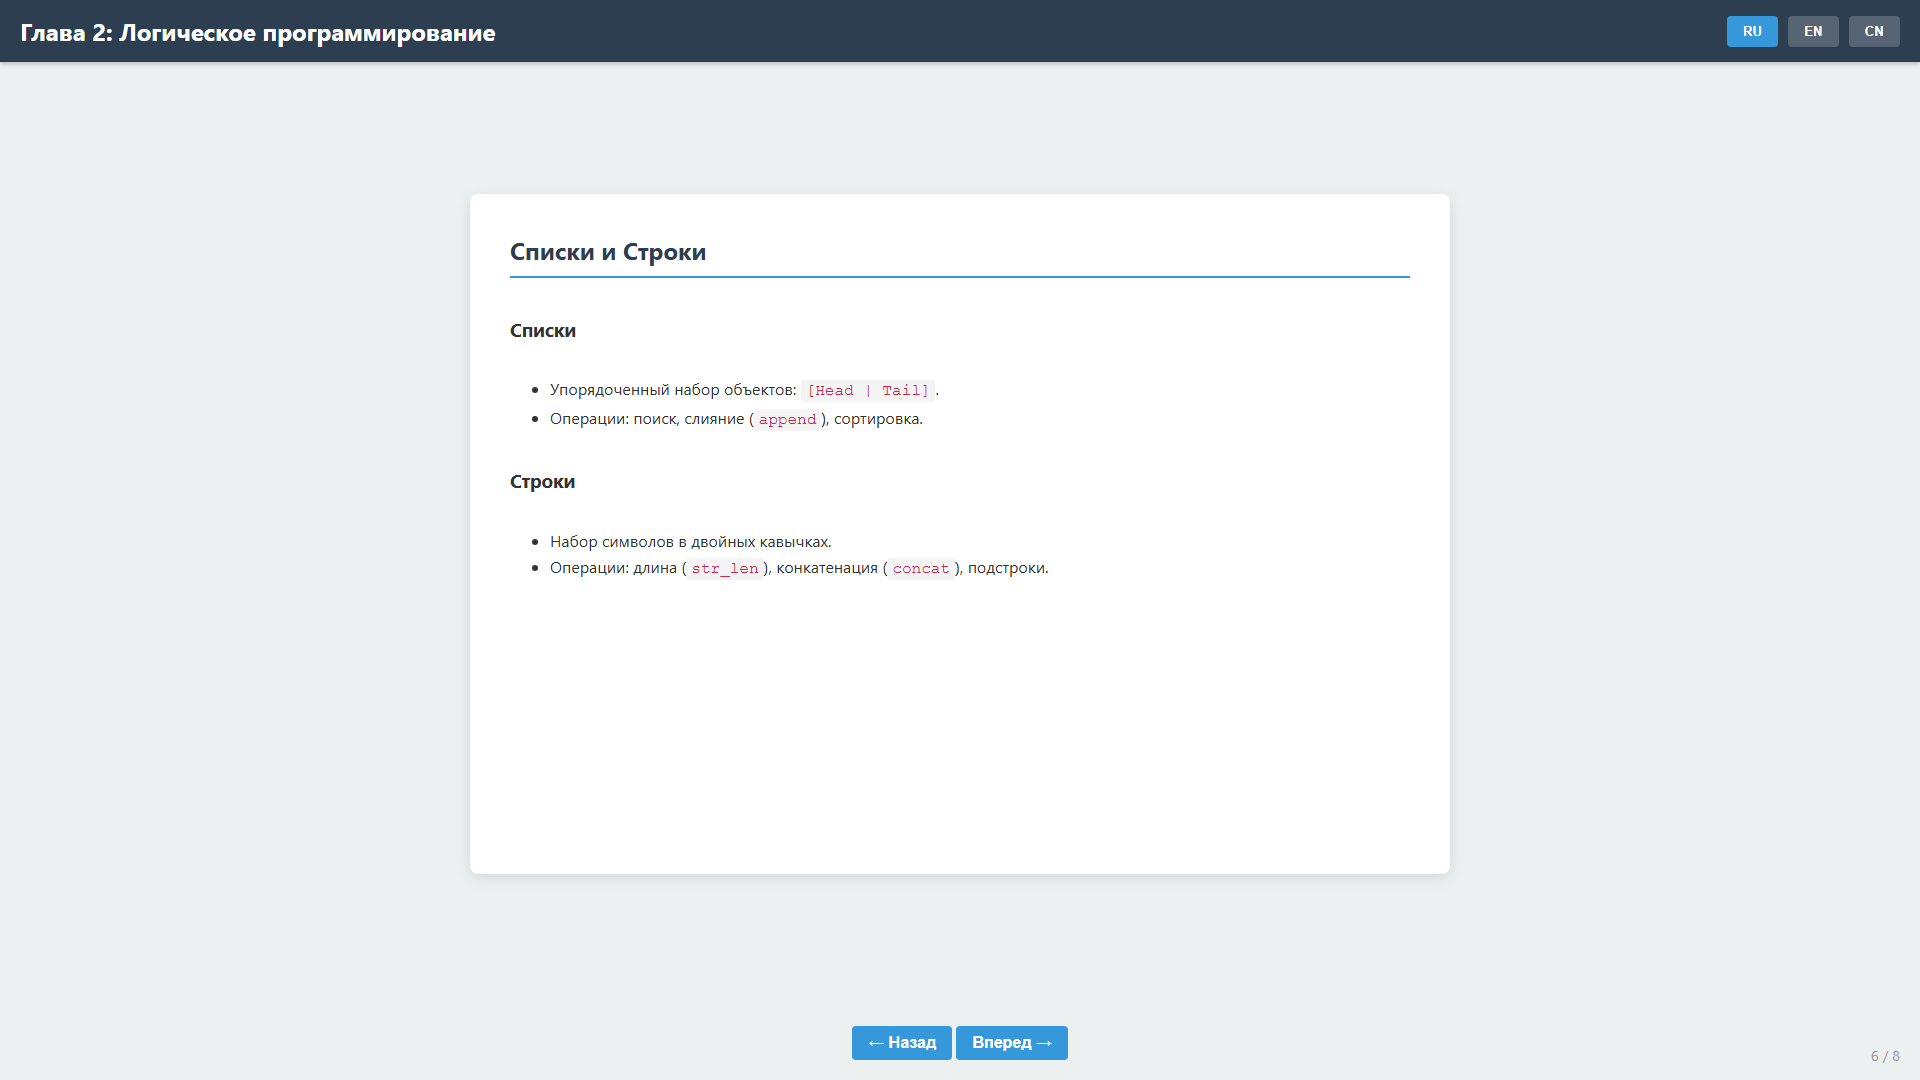 Глава 2: Логическое программирование
RU EN CN
Списки и Строки
Списки
• Упорядоченный набор объектов: [Head | Tail].
• Операции: поиск, слияние (append), сортировка.
Строки
• Набор символов в двойных кавычках.
• Операции: длина (str_len), конкатенация (concat), подстроки.
← Назад Вперед →
6 / 8